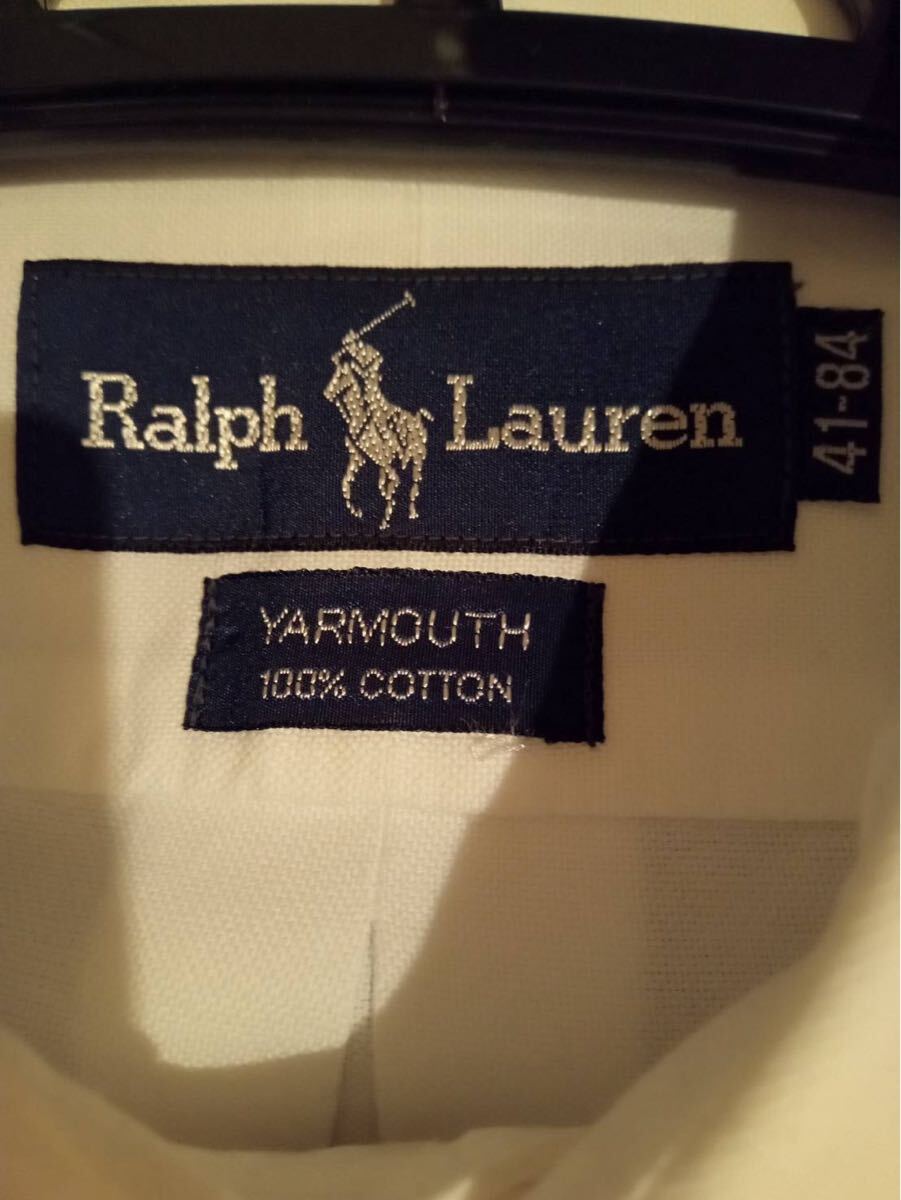 Ralph Lauren
41-84
YARMOUTH
100% COTTON